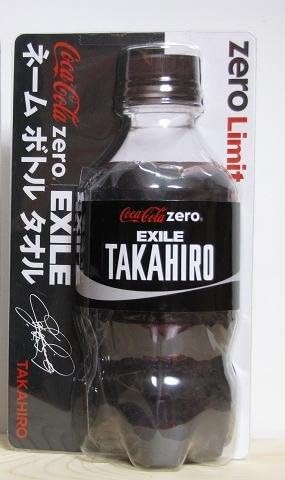 zero Limit
Coca-Cola zero. EXILE
ネーム ボトル タオル
TAKAHIRO
Coca-Cola zero®
EXILE
TAKAHIRO